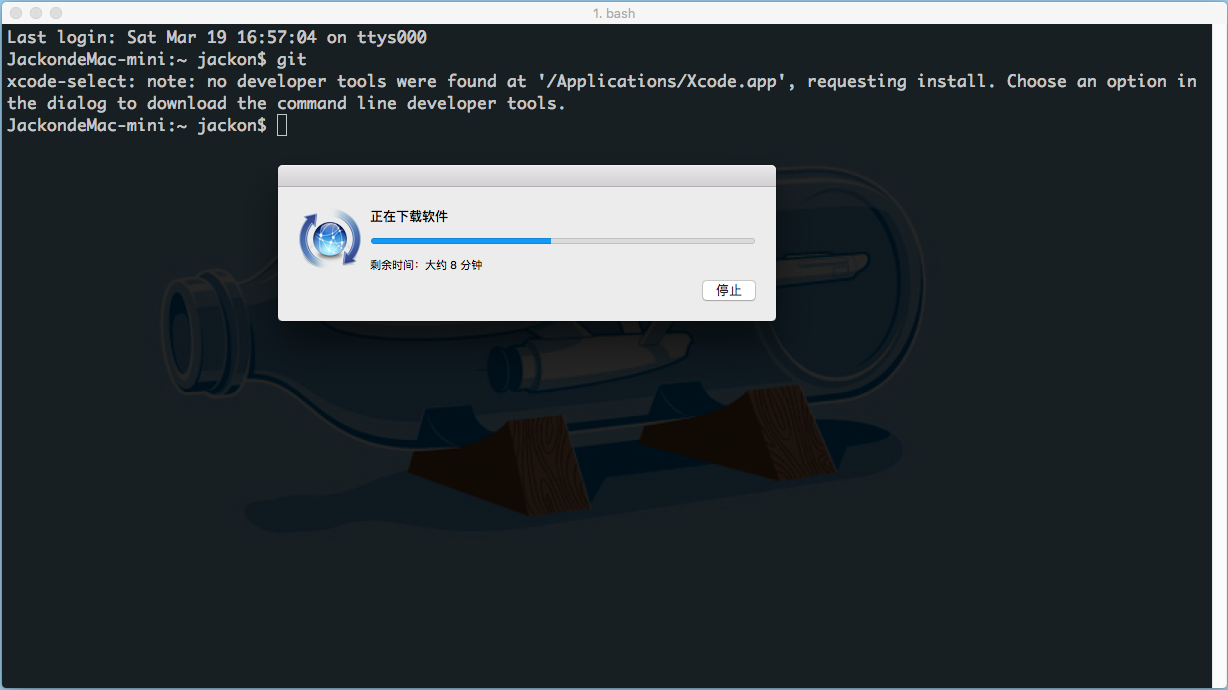 1. bash
Last login: Sat Mar 19 16:57:04 on ttys000
JackondeMac-mini:~ jackon$ git
xcode-select: note: no developer tools were found at '/Applications/Xcode.app', requesting install. Choose an option in
the dialog to download the command line developer tools.
JackondeMac-mini:~ jackon$
正在下载软件
剩余时间：大约 8 分钟
停止